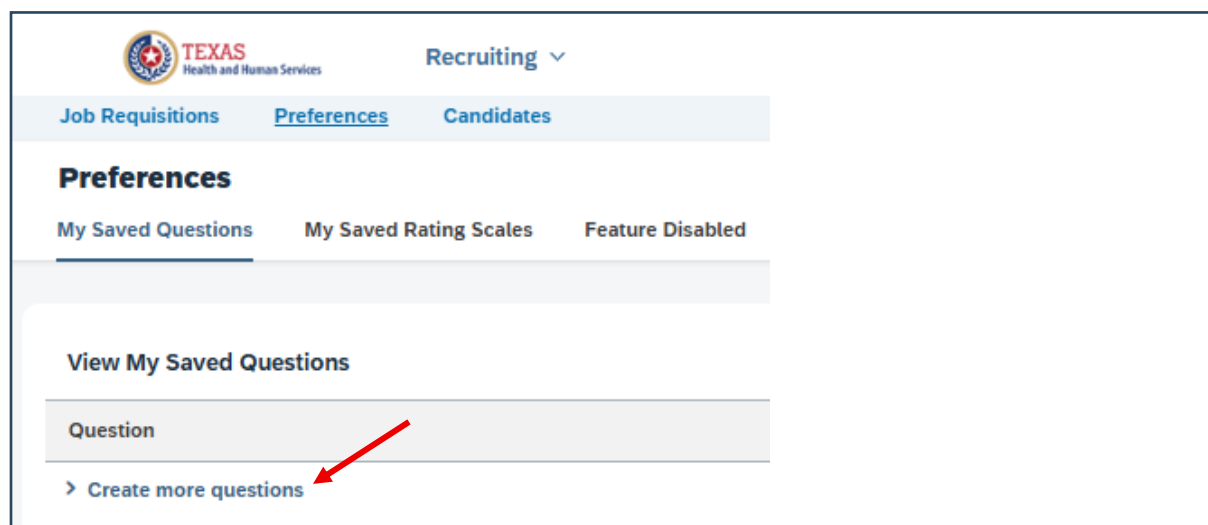 TEXAS
Health and Human Services
Recruiting
Job Requisitions Preferences Candidates
Preferences
My Saved Questions My Saved Rating Scales Feature Disabled
View My Saved Questions
Question
Create more questions